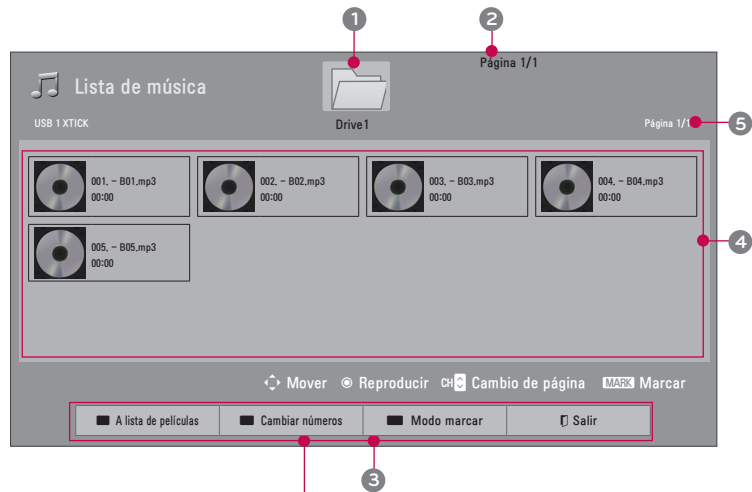 1
2
Página 1/1
Lista de música
Drive1
USB 1 XTICK
Página 1/1
5
001. - B01.mp3
00:00
002. - B02.mp3
00:00
003. - B03.mp3
00:00
004. - B04.mp3
00:00
4
005. - B05.mp3
00:00
Mover
Reproducir
CH Cambio de página
MARK Marcar
A lista de películas
Cambiar números
Modo marcar
Salir
3